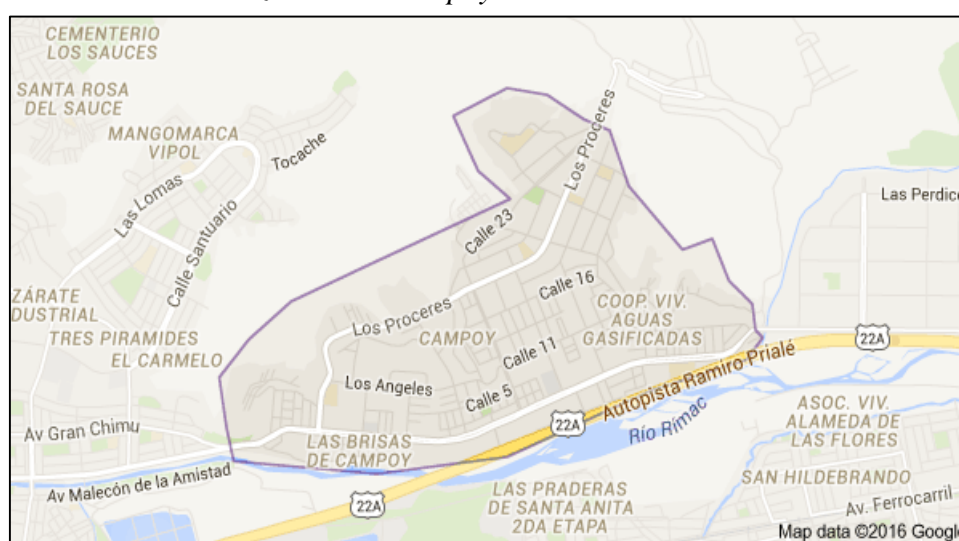 CEMENTERIO
LOS SAUCES
SANTA ROSA
DEL SAUCE
MANGOMARCA
VIPOL
Tocache
Las Lomas
Calle Santuario
Los Proceres
Calle 23
Las Perdice
ZÁRATE
DUSTRIAL
TRES PIRAMIDES
EL CARMELO
Los Proceres
CAMPOY
Calle 16
COOP. VIV.
AGUAS
GASIFICADAS
22A
Calle 11
Los Angeles
Calle 5
Autopista Ramiro Prialé
22A
Río Rímac
Av Gran Chimu
LAS BRISAS
DE CAMPOY
ASOC. VIV.
ALAMEDA DE
LAS FLORES
Av Malecón de la Amistad
22A
LAS PRADERAS
DE SANTA ANITA
2DA ETAPA
SAN HILDEBRANDO
Av. Ferrocarril
Map data ©2016 Google